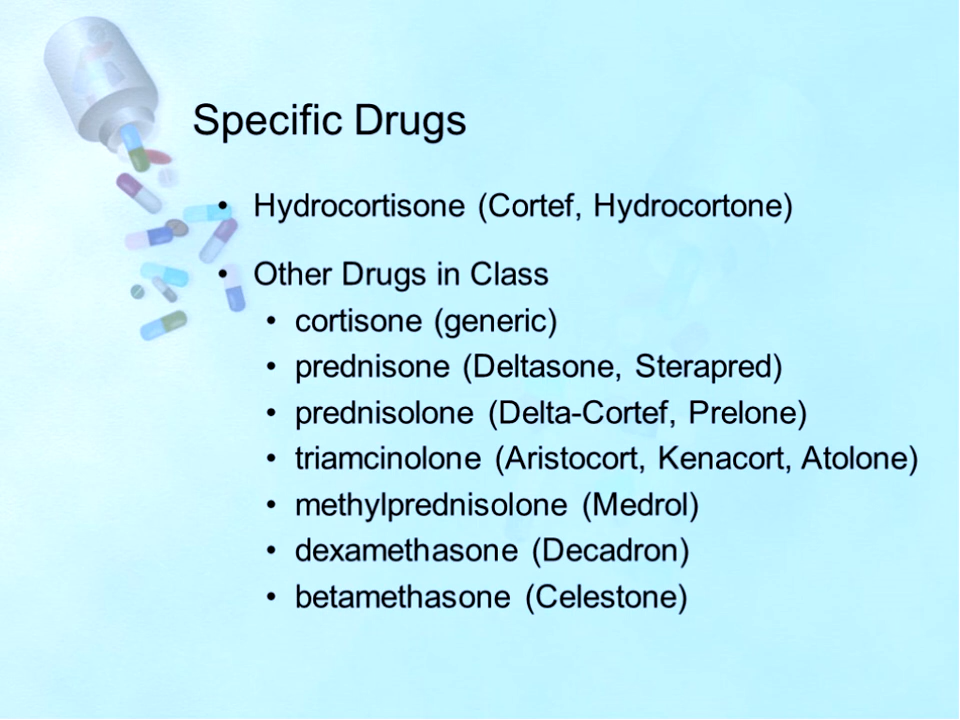 Specific Drugs
• Hydrocortisone (Cortef, Hydrocortone)
• Other Drugs in Class
• cortisone (generic)
• prednisone (Deltasone, Sterapred)
• prednisolone (Delta-Cortef, Prelone)
• triamcinolone (Aristocort, Kenacort, Atolone)
• methylprednisolone (Medrol)
• dexamethasone (Decadron)
• betamethasone (Celestone)